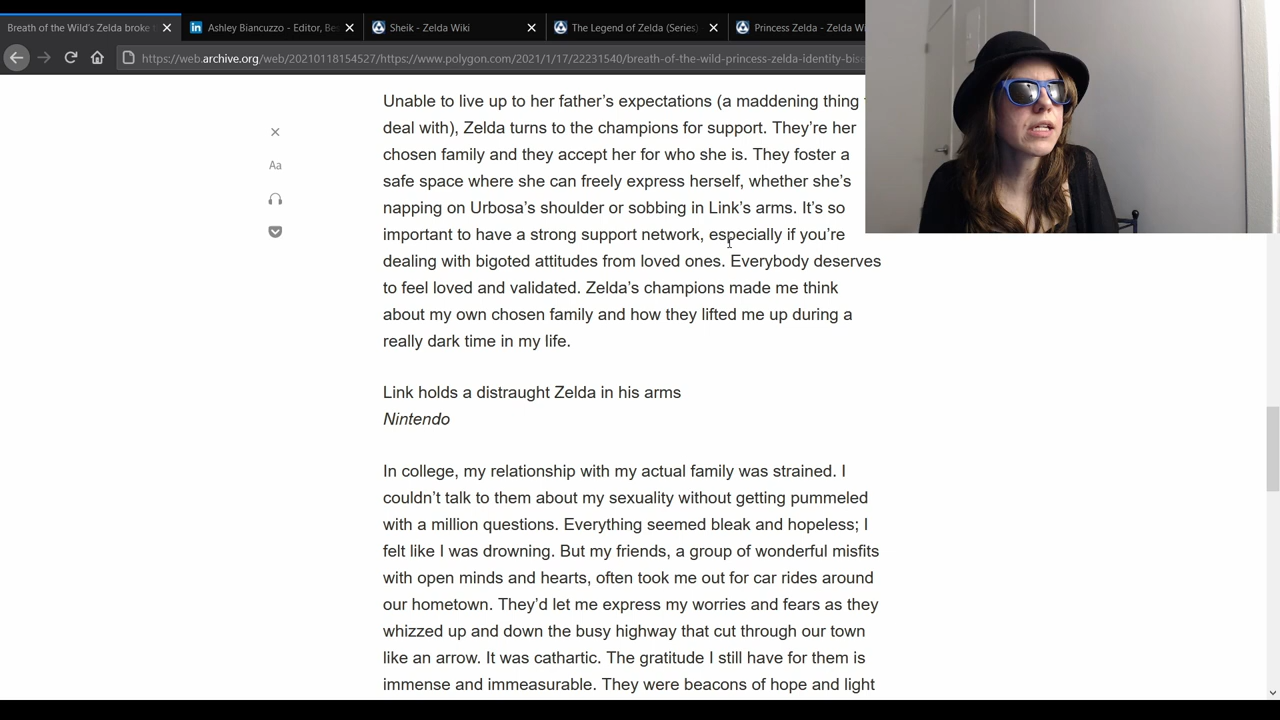 Breath of the Wild's Zelda broke
Ashley Biancuzzo - Editor, Bes
Sheik - Zelda Wiki
The Legend of Zelda (Series)
Princess Zelda - Zelda Wi
https://web.archive.org/web/20210118154527/https://www.polygon.com/2021/1/17/22231540/breath-of-the-wild-princess-zelda-identity-bise
Unable to live up to her father's expectations (a maddening thing
deal with), Zelda turns to the champions for support. They're her
chosen family and they accept her for who she is. They foster a
safe space where she can freely express herself, whether she's
napping on Urbosa's shoulder or sobbing in Link's arms. It's so
important to have a strong support network, especially if you're
dealing with bigoted attitudes from loved ones. Everybody deserves
to feel loved and validated. Zelda's champions made me think
about my own chosen family and how they lifted me up during a
really dark time in my life.
Aa
Link holds a distraught Zelda in his arms
Nintendo
In college, my relationship with my actual family was strained. I
couldn't talk to them about my sexuality without getting pummeled
with a million questions. Everything seemed bleak and hopeless; I
felt like I was drowning. But my friends, a group of wonderful misfits
with open minds and hearts, often took me out for car rides around
our hometown. They'd let me express my worries and fears as they
whizzed up and down the busy highway that cut through our town
like an arrow. It was cathartic. The gratitude I still have for them is
immense and immeasurable. They were beacons of hope and light